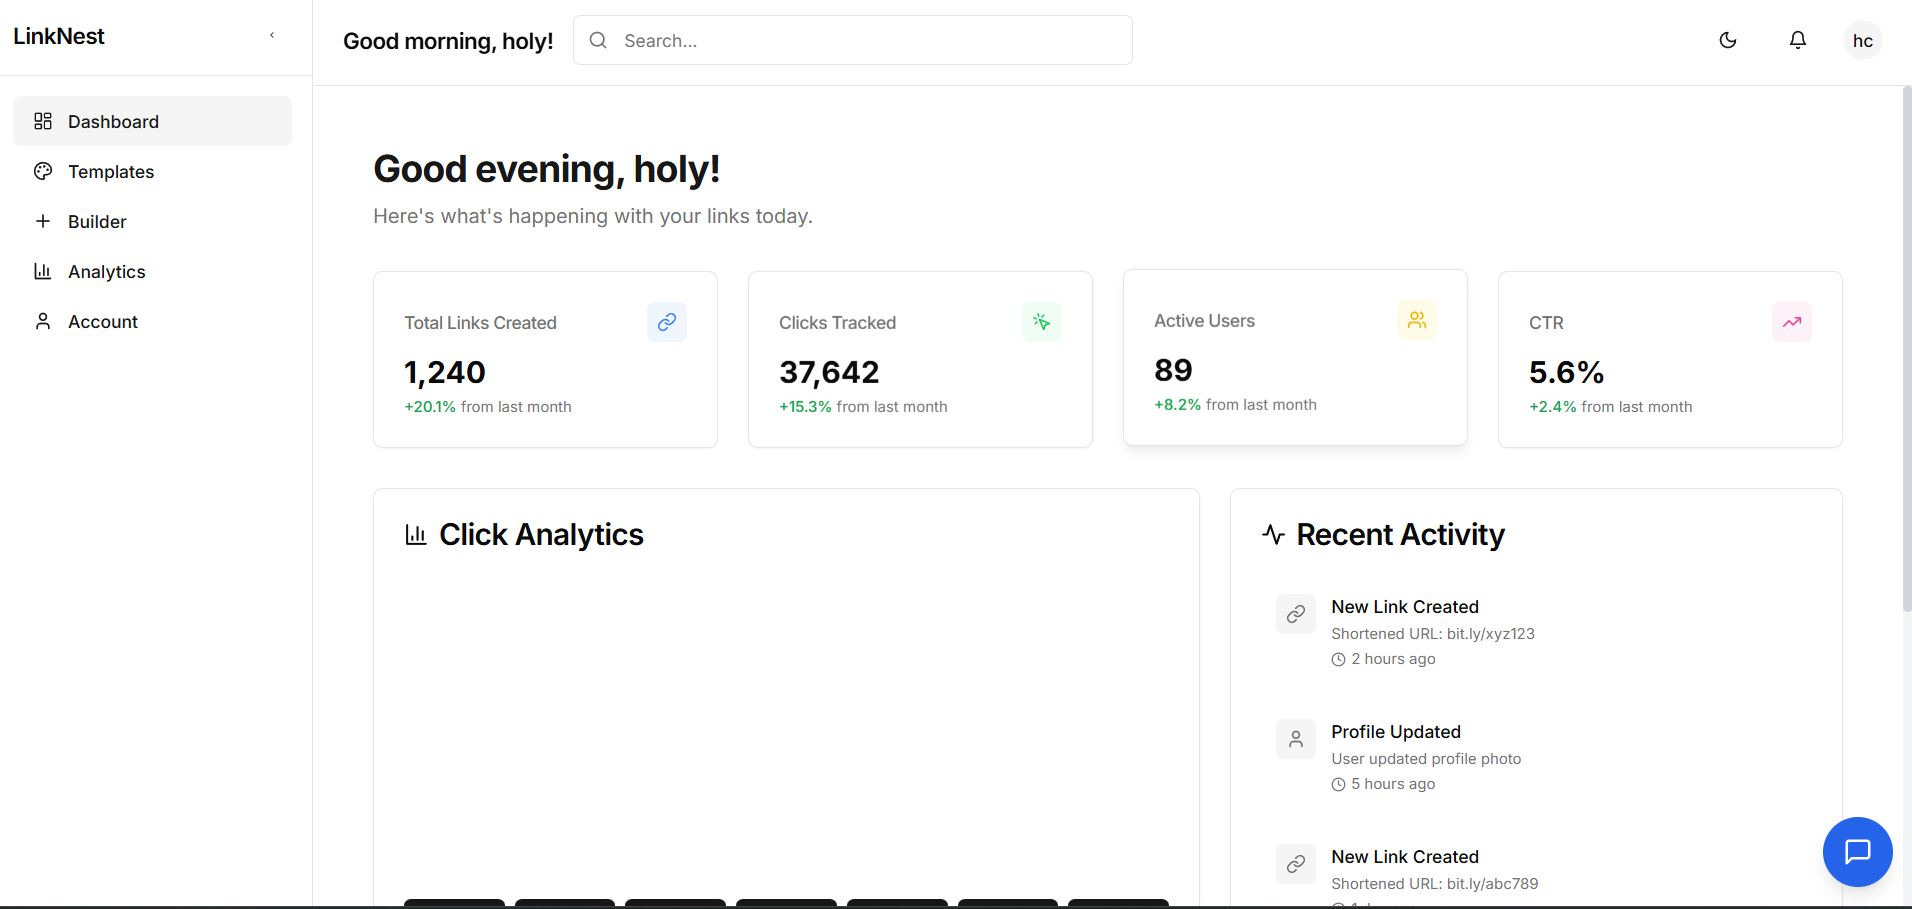 LinkNest
Dashboard
Templates
Builder
Analytics
Account
Good morning, holy!
Search...
hc
Good evening, holy!
Here's what's happening with your links today.
Total Links Created
1,240
+20.1% from last month
Clicks Tracked
37,642
+15.3% from last month
Active Users
89
+8.2% from last month
CTR
5.6%
+2.4% from last month
Click Analytics
Recent Activity
New Link Created
Shortened URL: bit.ly/xyz123
2 hours ago
Profile Updated
User updated profile photo
5 hours ago
New Link Created
Shortened URL: bit.ly/abc789